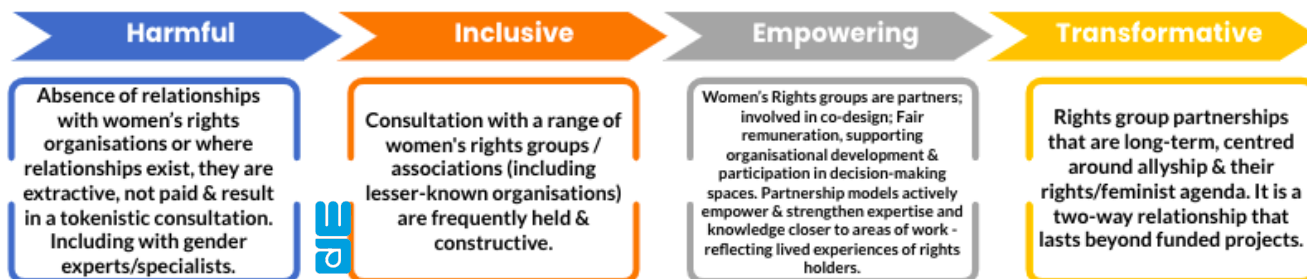 Harmful
Inclusive
Empowering
Transformative
Absence of relationships
with women's rights
organisations or where
relationships exist, they are
extractive, not paid & result
in a tokenistic consultation.
Including with gender
experts/specialists.
Consultation with a range of
women's rights groups /
associations (including
lesser-known organisations)
are frequently held &
constructive.
Women's Rights groups are partners;
involved in co-design; Fair
remuneration, supporting
organisational development &
participation in decision-making
spaces. Partnership models actively
empower & strengthen expertise and
knowledge closer to areas of work -
reflecting lived experiences of rights
holders.
Rights group partnerships
that are long-term, centred
around allyship & their
rights/feminist agenda. It is a
two-way relationship that
lasts beyond funded projects.